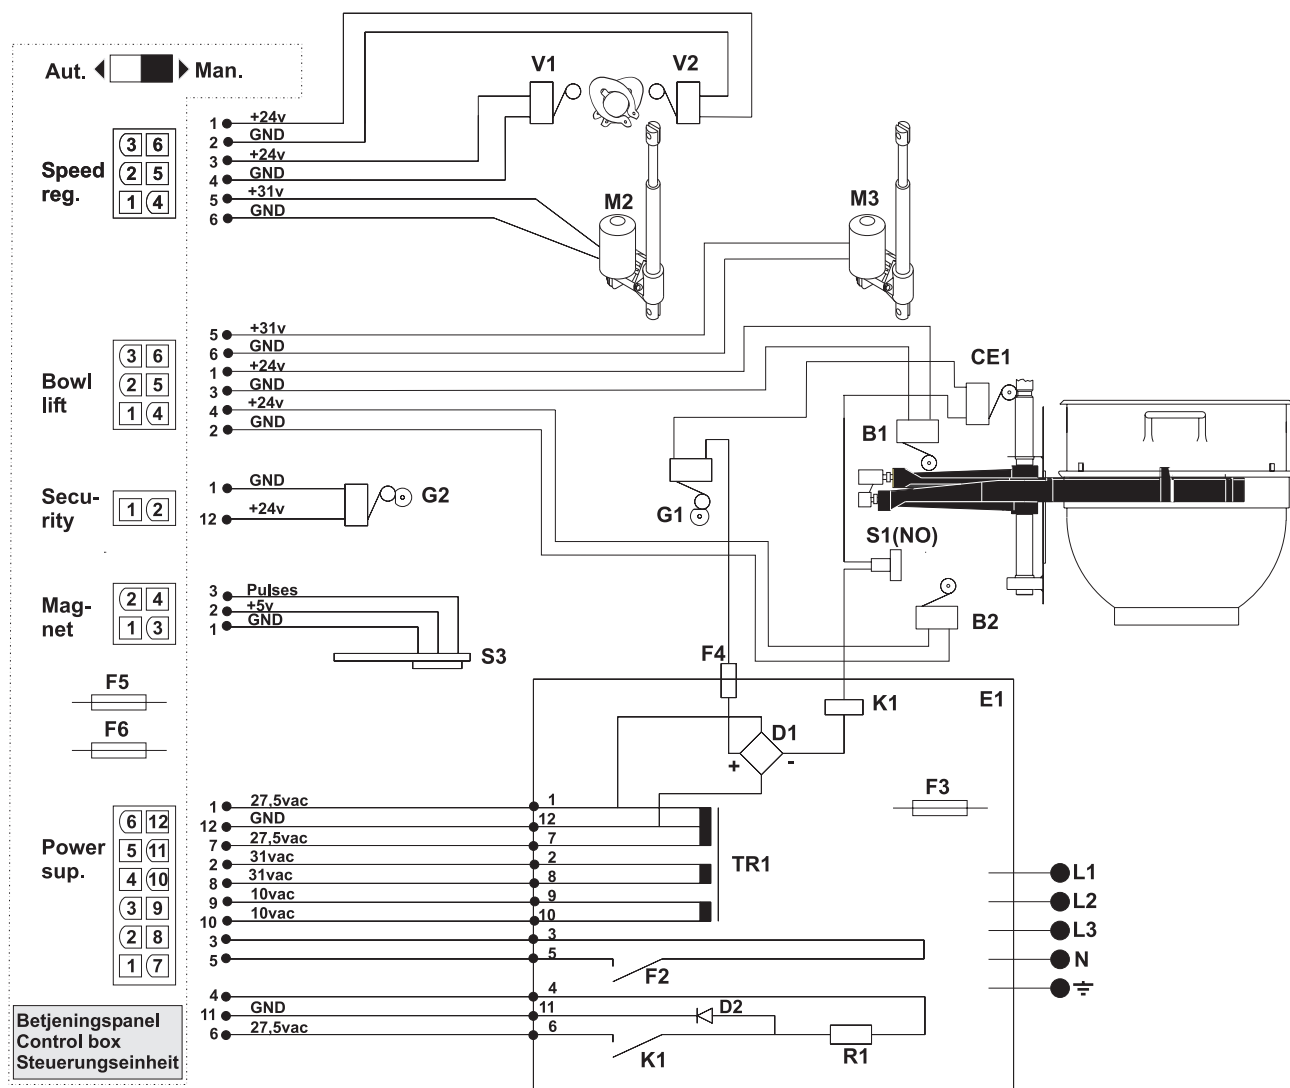 Aut. Man.
V1 V2
Speed reg.
3 6
2 5
1 4
1 +24v
2 GND
3 +24v
4 GND
5 +31v
6 GND
M2 M3
Bowl lift
3 6
2 5
1 4
5 +31v
6 GND
1 +24v
3 GND
4 +24v
2 GND
CE1
B1
Secu-
rity
1 2
1 GND
12 +24v
G2
G1
S1(NO)
Mag-
net
2 4
1 3
3 Pulses
2 +5v
1 GND
S3
B2
F5
F6
F4
K1
E1
D1
+ -
F3
Power sup.
6 12
5 11
4 10
3 9
2 8
1 7
1 27,5vac 1
12 GND 12
7 27,5vac 7
2 31vac 2
8 31vac 8
9 10vac 9
10 10vac 10
3 3
5 5
TR1
F2
4 4
11 GND 11
6 27,5vac 6
D2
K1
R1
L1
L2
L3
N
Betjeningspanel
Control box
Steuerungseinheit